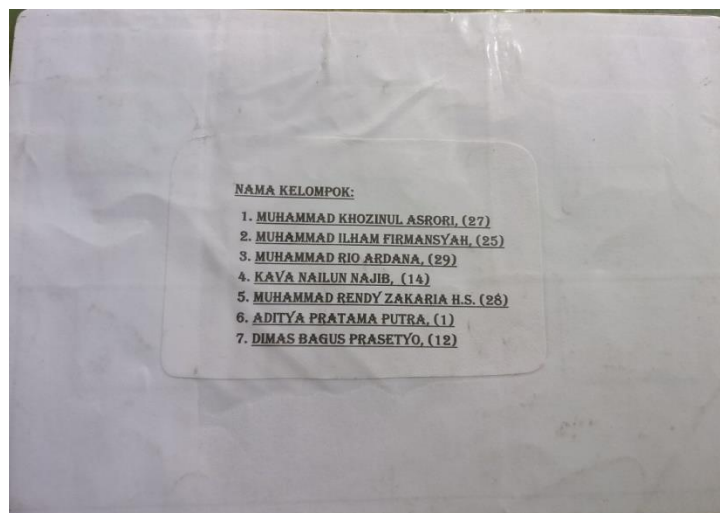 NAMA KELOMPOK:
1. MUHAMMAD KHOZINUL ASRORI, (27)
2. MUHAMMAD ILHAM FIRMANSYAH, (25)
3. MUHAMMAD RIO ARDANA, (29)
4. KAVA NAILUN NAJIB, (14)
5. MUHAMMAD RENDY ZAKARIA H.S. (28)
6. ADITYA PRATAMA PUTRA, (1)
7. DIMAS BAGUS PRASETYO, (12)